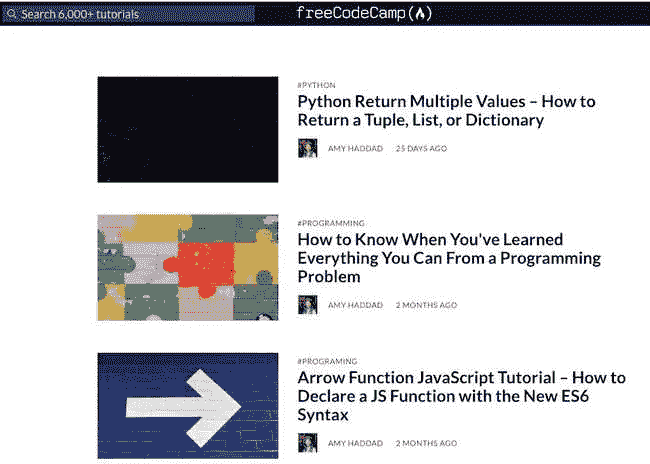 Search 6,000+ tutorials
freeCodeCamp(🔥)
#PYTHON
Python Return Multiple Values – How to
Return a Tuple, List, or Dictionary
AMY HADDAD 25 DAYS AGO
#PROGRAMMING
How to Know When You've Learned
Everything You Can From a Programming
Problem
AMY HADDAD 2 MONTHS AGO
#PROGRAMING
Arrow Function JavaScript Tutorial – How to
Declare a JS Function with the New ES6
Syntax
AMY HADDAD 2 MONTHS AGO